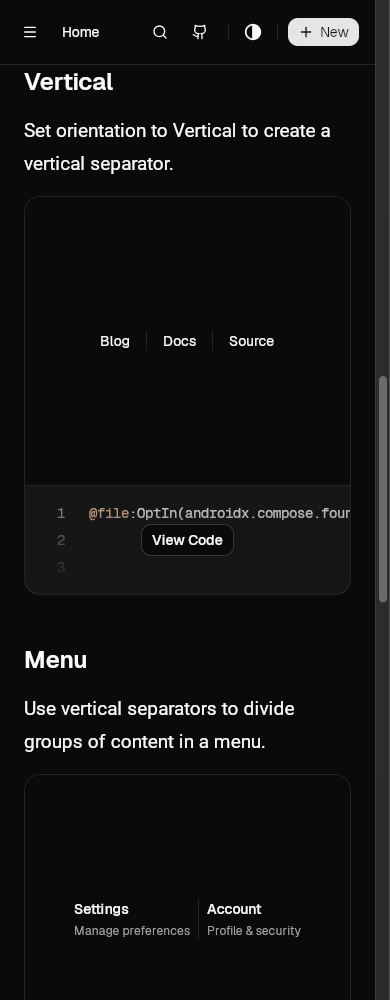 Home
New
Vertical
Set orientation to Vertical to create a
vertical separator.
Blog
Docs
Source
1 @file:OptIn(androidx.compose.four
2
View Code
3
Menu
Use vertical separators to divide
groups of content in a menu.
Settings
Account
Manage preferences
Profile & security